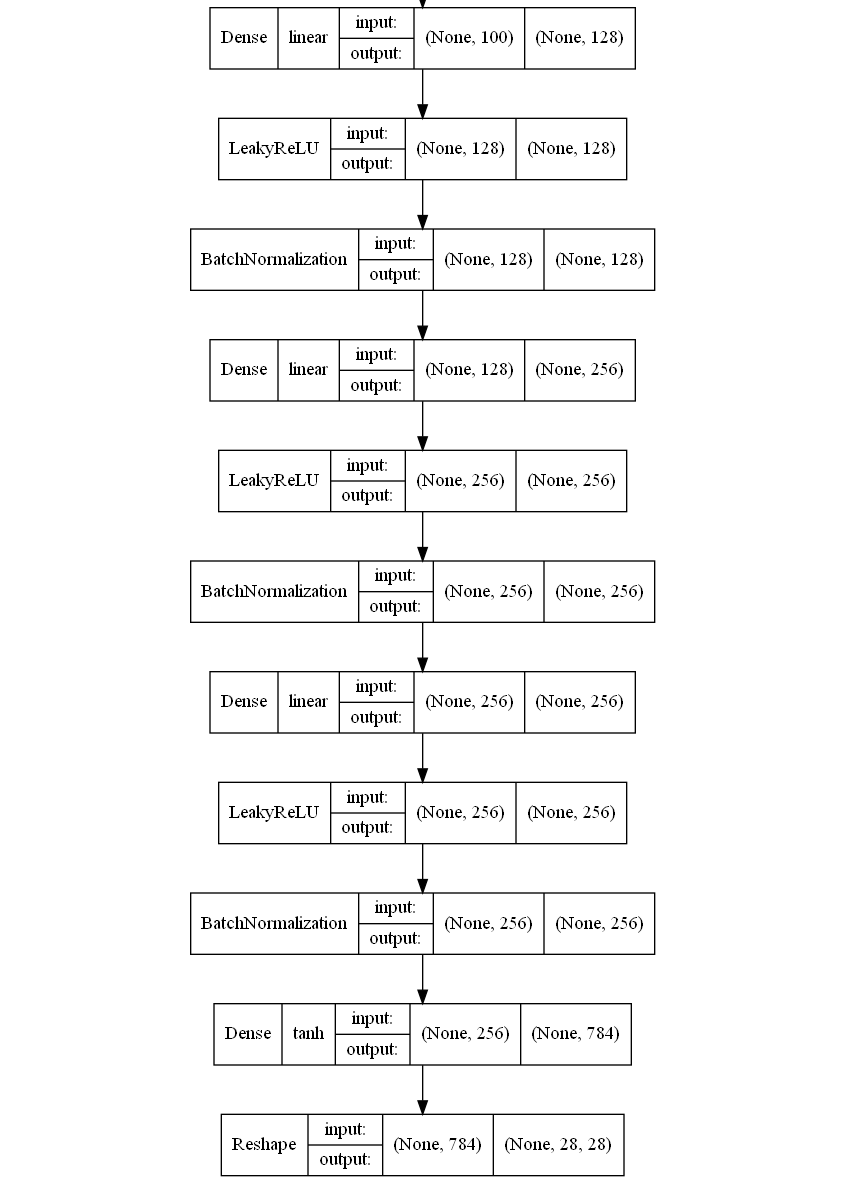 Dense linear input: output: (None, 100) (None, 128)
LeakyReLU input: output: (None, 128) (None, 128)
BatchNormalization input: output: (None, 128) (None, 128)
Dense linear input: output: (None, 128) (None, 256)
LeakyReLU input: output: (None, 256) (None, 256)
BatchNormalization input: output: (None, 256) (None, 256)
Dense linear input: output: (None, 256) (None, 256)
LeakyReLU input: output: (None, 256) (None, 256)
BatchNormalization input: output: (None, 256) (None, 256)
Dense tanh input: output: (None, 256) (None, 784)
Reshape input: output: (None, 784) (None, 28, 28)